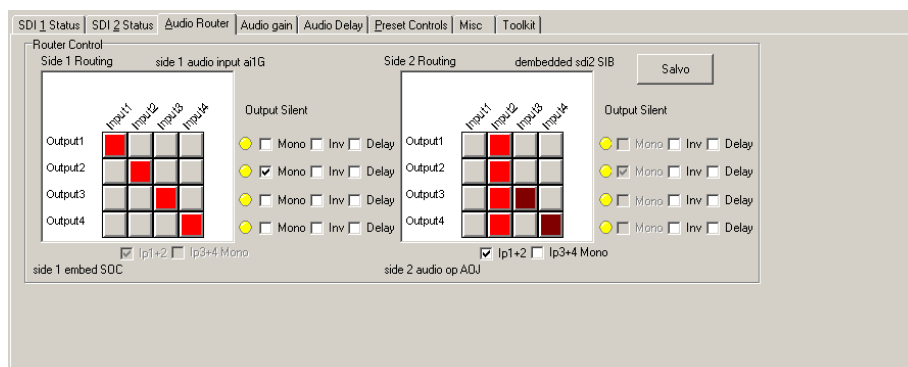 SDI 1 Status SDI 2 Status Audio Router Audio gain Audio Delay Preset Controls Misc Toolkit
Router Control
Side 1 Routing side 1 audio input ai1G Side 2 Routing dembedded sdi2 SIB Salvo
Input1 Input2 Input3 Input4 Output Silent Input1 Input2 Input3 Input4 Output Silent
Output1 Mono Inv Delay Output1 Mono Inv Delay
Output2 Mono Inv Delay Output2 Mono Inv Delay
Output3 Mono Inv Delay Output3 Mono Inv Delay
Output4 Mono Inv Delay Output4 Mono Inv Delay
Ip1+2 Ip3+4 Mono Ip1+2 Ip3+4 Mono
side 1 embed SOC side 2 audio op AOJ